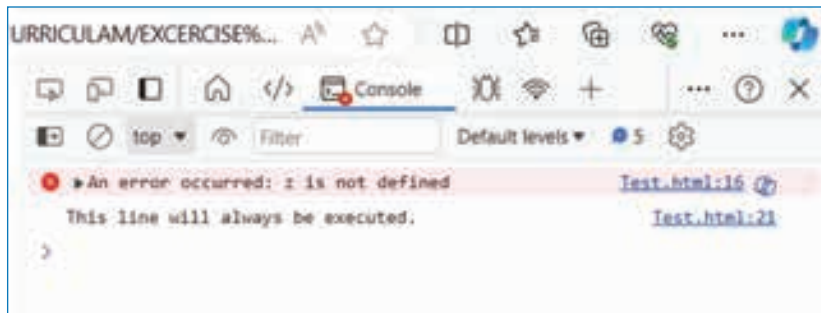 URRICULAM/EXCERCISE%... A
Console
top Filter Default levels 5
An error occurred: z is not defined Test.html:16
This line will always be executed. Test.html:21